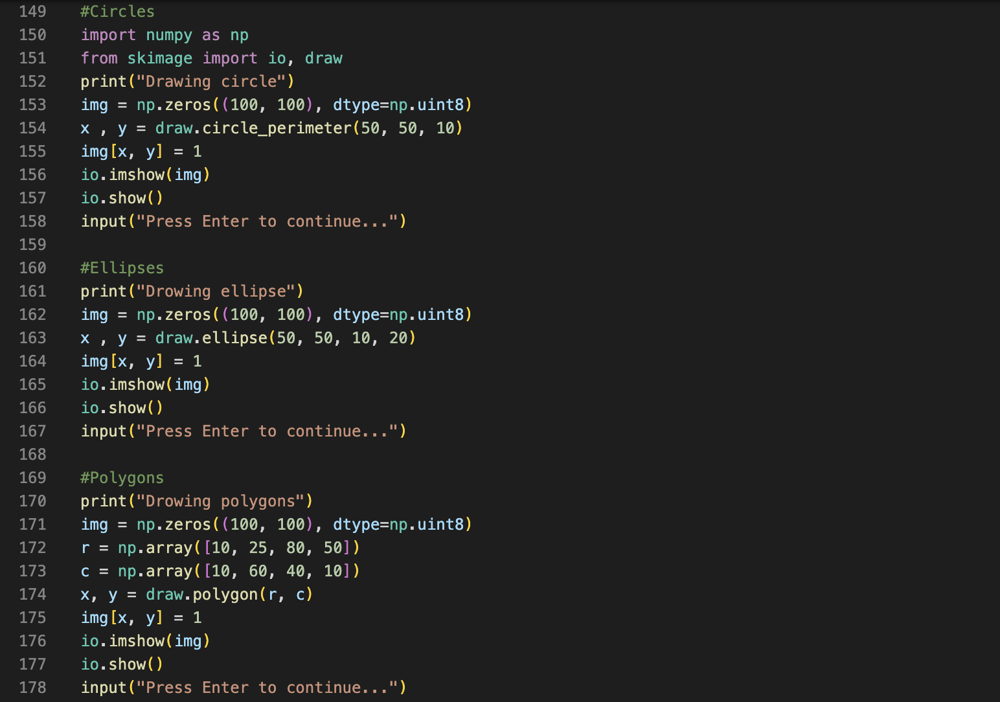 149 #Circles
150 import numpy as np
151 from skimage import io, draw
152 print("Drawing circle")
153 img = np.zeros((100, 100), dtype=np.uint8)
154 x , y = draw.circle_perimeter(50, 50, 10)
155 img[x, y] = 1
156 io.imshow(img)
157 io.show()
158 input("Press Enter to continue...")
159
160 #Ellipses
161 print("Drowing ellipse")
162 img = np.zeros((100, 100), dtype=np.uint8)
163 x , y = draw.ellipse(50, 50, 10, 20)
164 img[x, y] = 1
165 io.imshow(img)
166 io.show()
167 input("Press Enter to continue...")
168
169 #Polygons
170 print("Drowing polygons")
171 img = np.zeros((100, 100), dtype=np.uint8)
172 r = np.array([10, 25, 80, 50])
173 c = np.array([10, 60, 40, 10])
174 x, y = draw.polygon(r, c)
175 img[x, y] = 1
176 io.imshow(img)
177 io.show()
178 input("Press Enter to continue...")